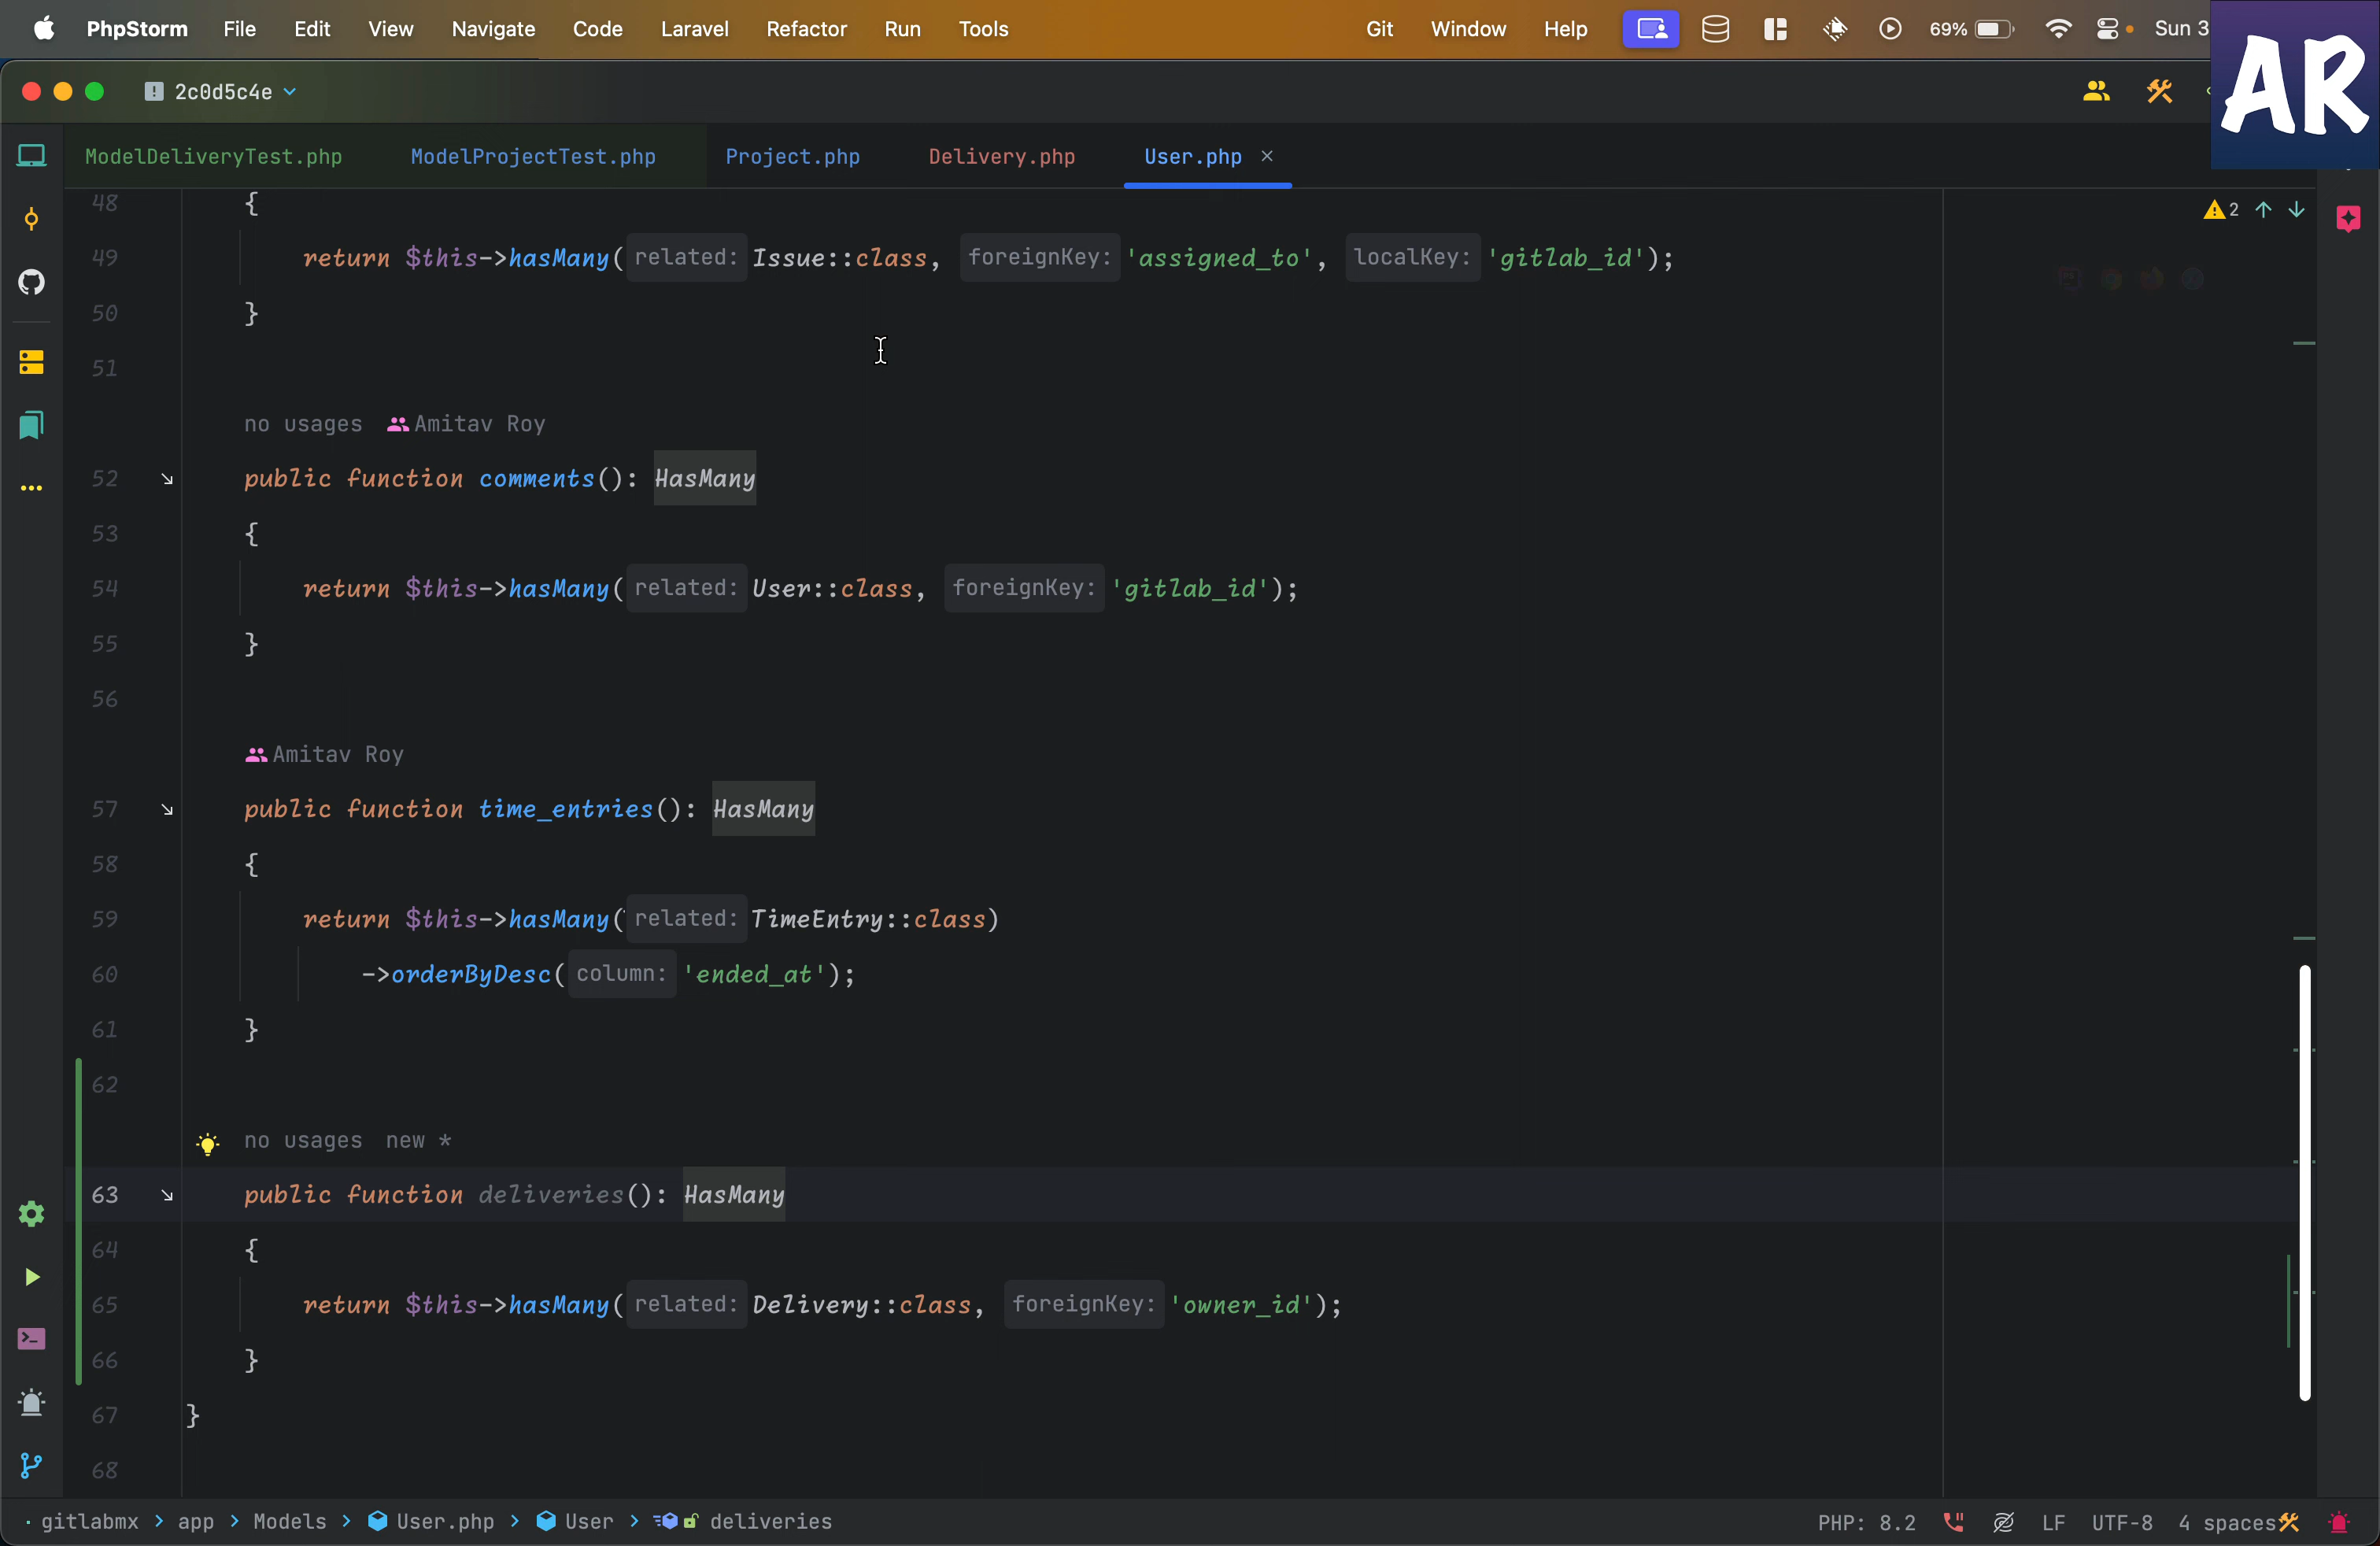 PhpStorm File Edit View Navigate Code Laravel Refactor Run Tools Git Window Help 69% Sun 3
AR
2c0d5c4e
ModelDeliveryTest.php ModelProjectTest.php Project.php Delivery.php User.php
2
48 {
49 return $this->hasMany( related: Issue::class, foreignKey: 'assigned_to', localKey: 'gitlab_id');
50 }
51
no usages Amitav Roy
52 public function comments(): HasMany
53 {
54 return $this->hasMany( related: User::class, foreignKey: 'gitlab_id');
55 }
56
Amitav Roy
57 public function time_entries(): HasMany
58 {
59 return $this->hasMany( related: TimeEntry::class)
60 ->orderByDesc( column: 'ended_at');
61 }
62
no usages new *
63 public function deliveries(): HasMany
64 {
65 return $this->hasMany( related: Delivery::class, foreignKey: 'owner_id');
66 }
67 }
68
gitlabmx > app > Models > User.php > User > deliveries PHP: 8.2 LF UTF-8 4 spaces